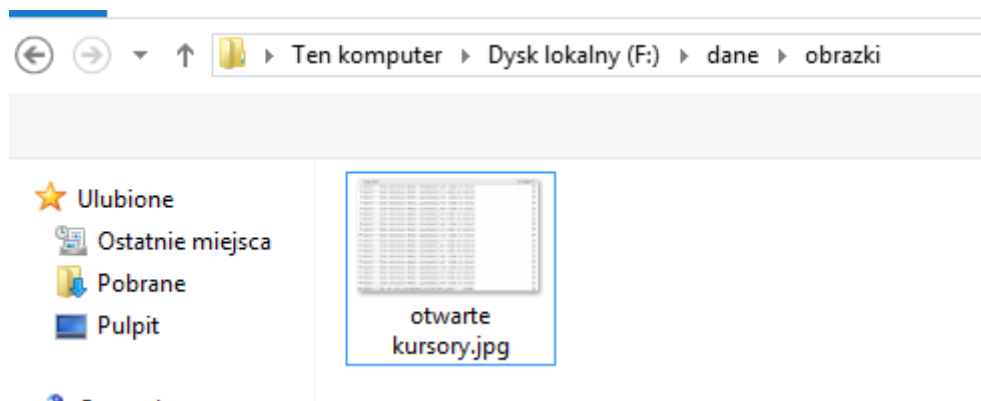 Ten komputer Dysk lokalny (F:) dane obrazki
Ulubione
Ostatnie miejsca
Pobrane
Pulpit
otwarte
kursory.jpg